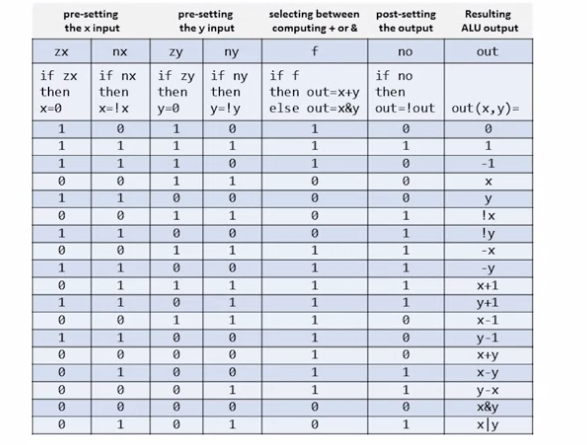 pre-setting pre-setting selecting between post-setting Resulting
the x input the y input computing + or & the output ALU output
zx nx zy ny f no out
if zx if nx if zy if ny if f if no
then then then then then out=x+y then
x=0 x=!x y=0 y=!y else out=x&y out=!out out(x,y)=
1 0 1 0 1 0 0
1 1 1 1 1 1 1
1 1 1 0 1 0 -1
0 0 1 1 0 0 x
1 1 0 0 0 0 y
0 0 1 1 0 1 !x
1 1 0 0 0 1 !y
0 0 1 1 1 1 -x
1 1 0 0 1 1 -y
0 1 1 1 1 1 x+1
1 1 0 1 1 1 y+1
0 0 1 1 1 0 x-1
1 1 0 0 1 0 y-1
0 0 0 0 1 0 x+y
0 1 0 0 1 1 x-y
0 0 0 1 1 1 y-x
0 0 0 0 0 0 x&y
0 1 0 1 0 1 x|y